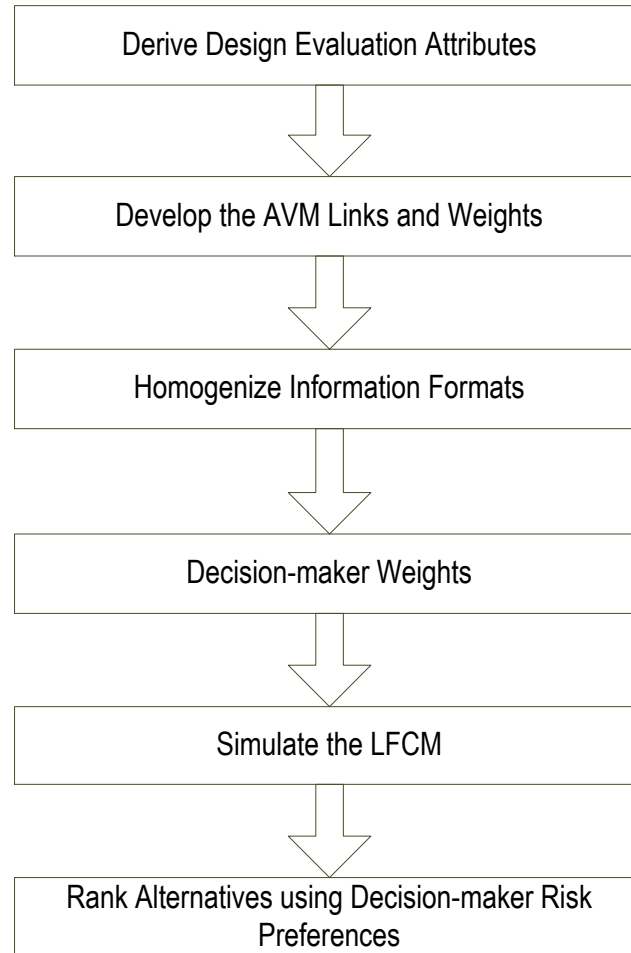 Derive Design Evaluation Attributes
Develop the AVM Links and Weights
Homogenize Information Formats
Decision-maker Weights
Simulate the LFCM
Rank Alternatives using Decision-maker Risk
Preferences